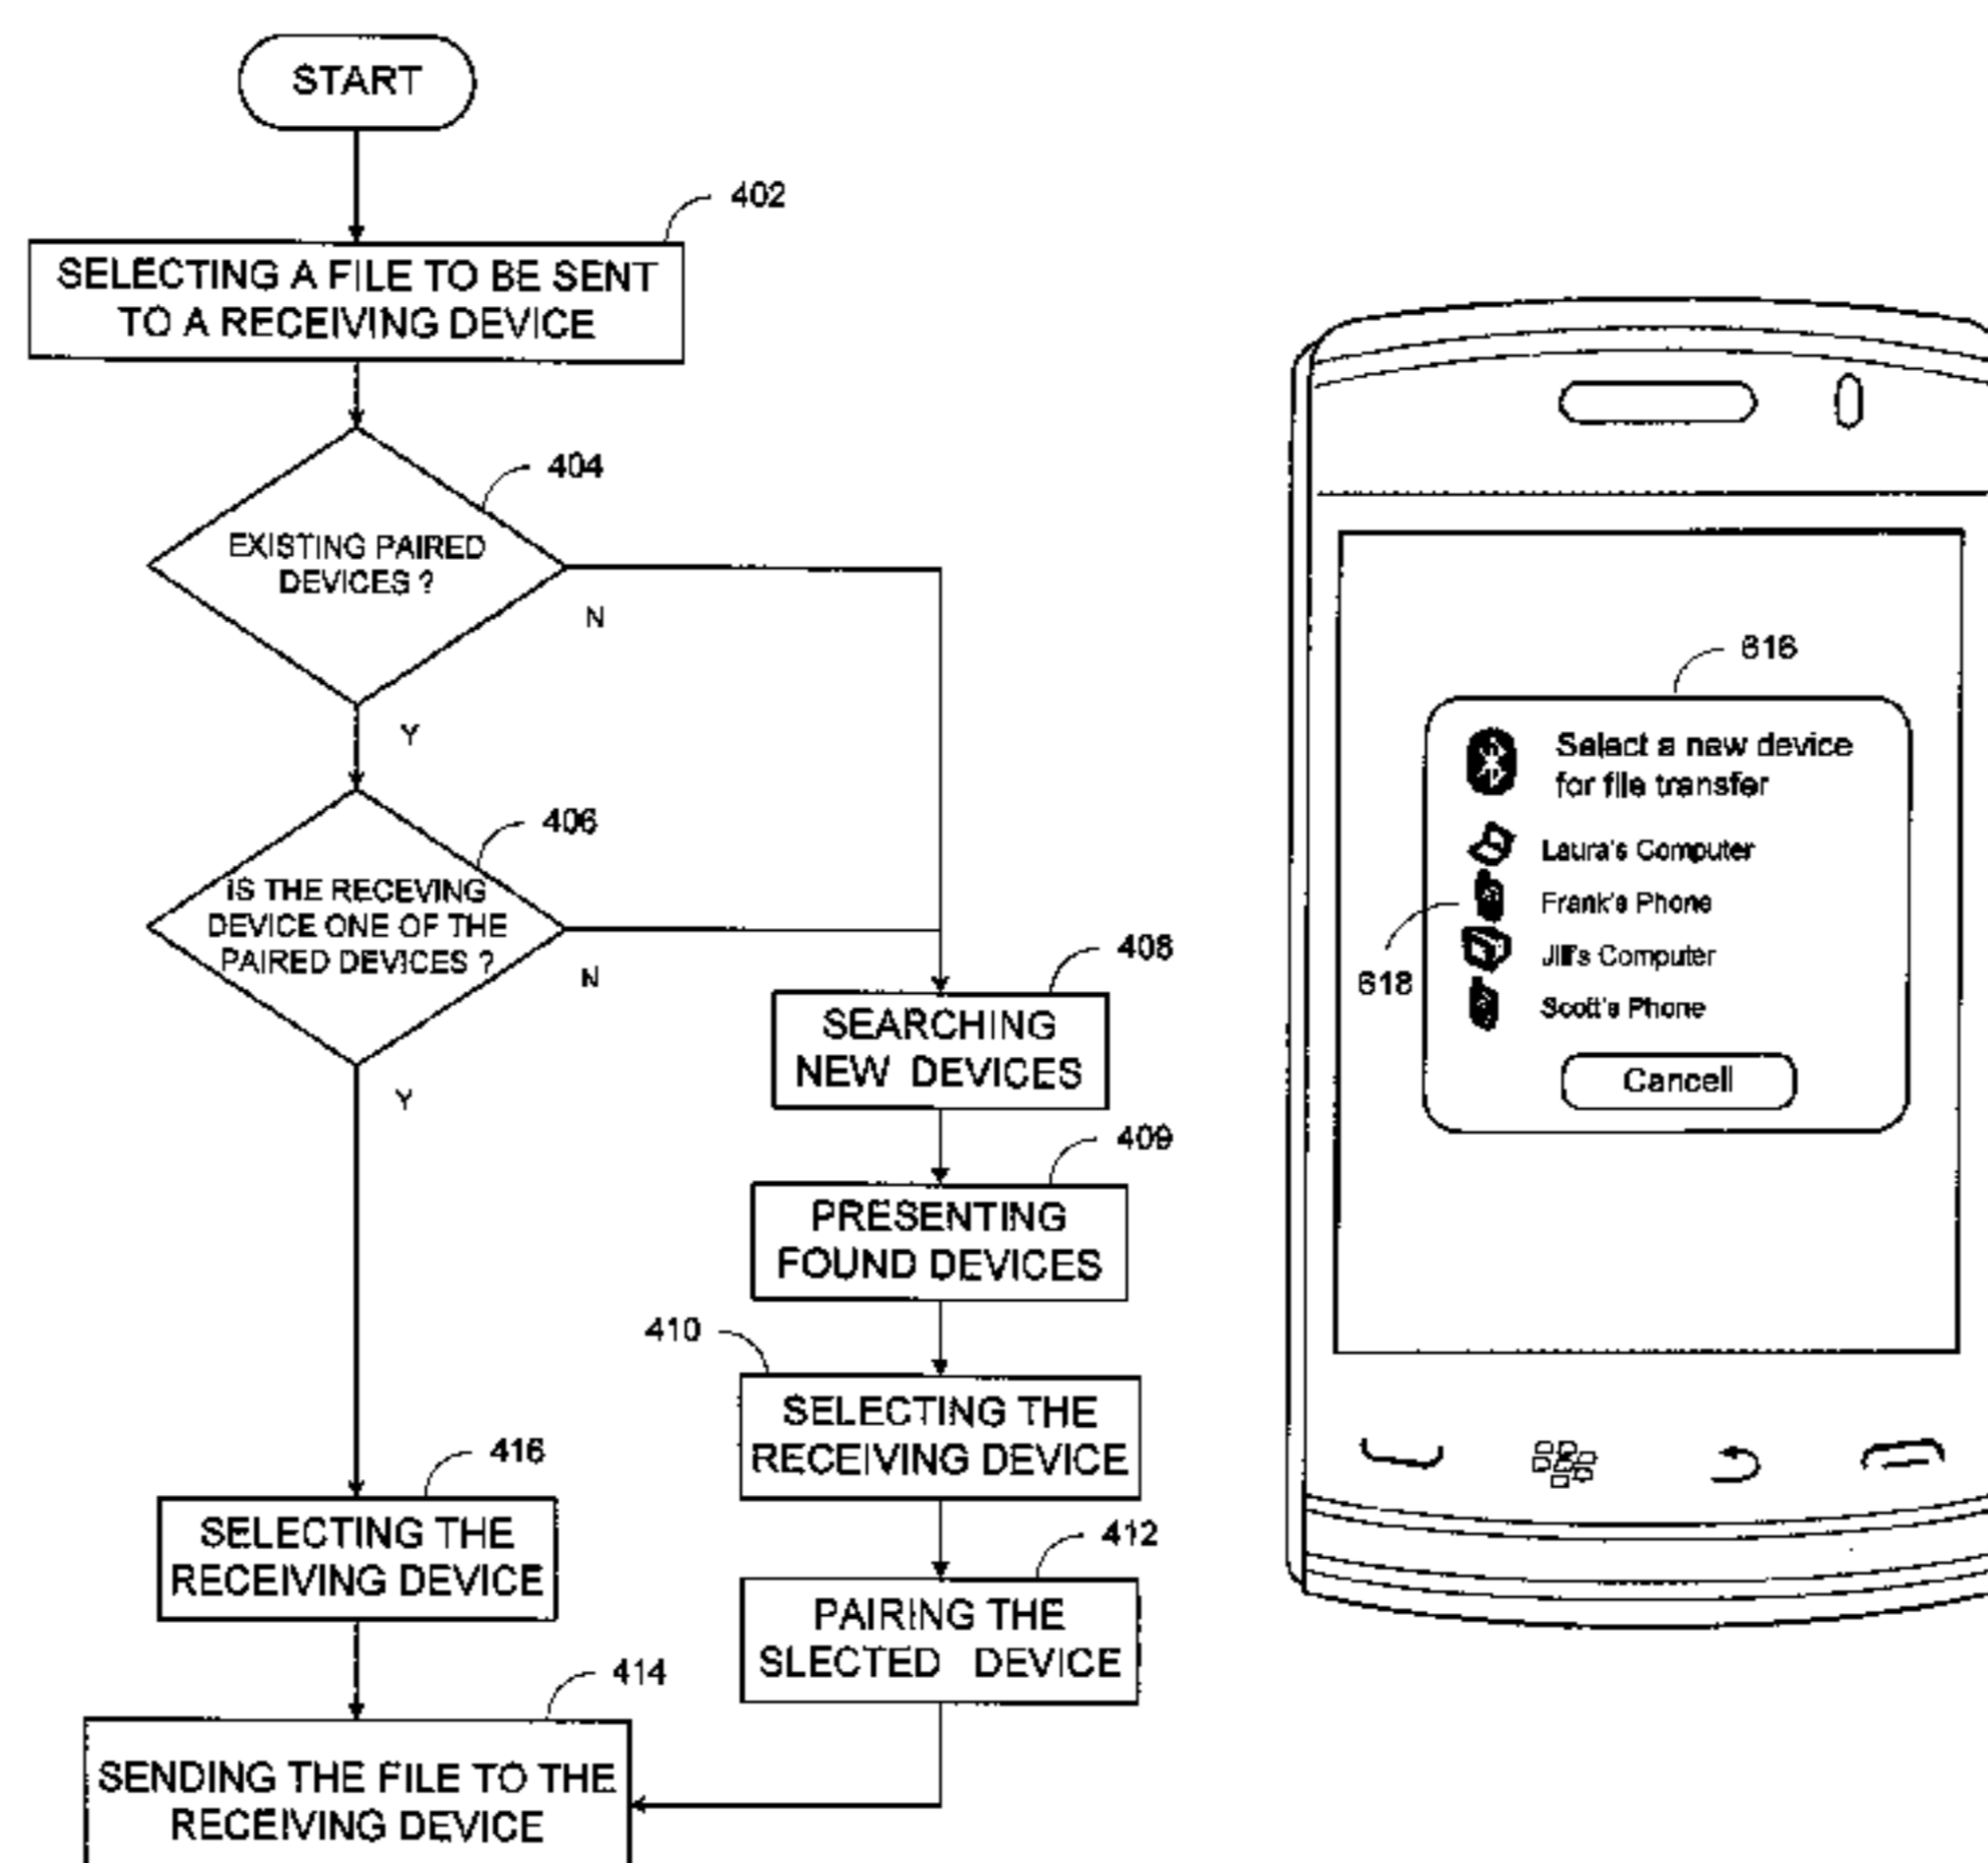 START
402
SELECTING A FILE TO BE SENT
TO A RECEIVING DEVICE
404
EXISTING PAIRED
DEVICES ?
N
Y
406
IS THE RECEVING
DEVICE ONE OF THE
PAIRED DEVICES ?
N
Y
408
SEARCHING
NEW DEVICES
409
PRESENTING
FOUND DEVICES
410
SELECTING THE
RECEIVING DEVICE
416
SELECTING THE
RECEIVING DEVICE
412
PAIRING THE
SLECTED DEVICE
414
SENDING THE FILE TO THE
RECEIVING DEVICE
616
Select a new device
for file transfer
Laura's Computer
Frank's Phone
618
Jill's Computer
Scott's Phone
Cancell